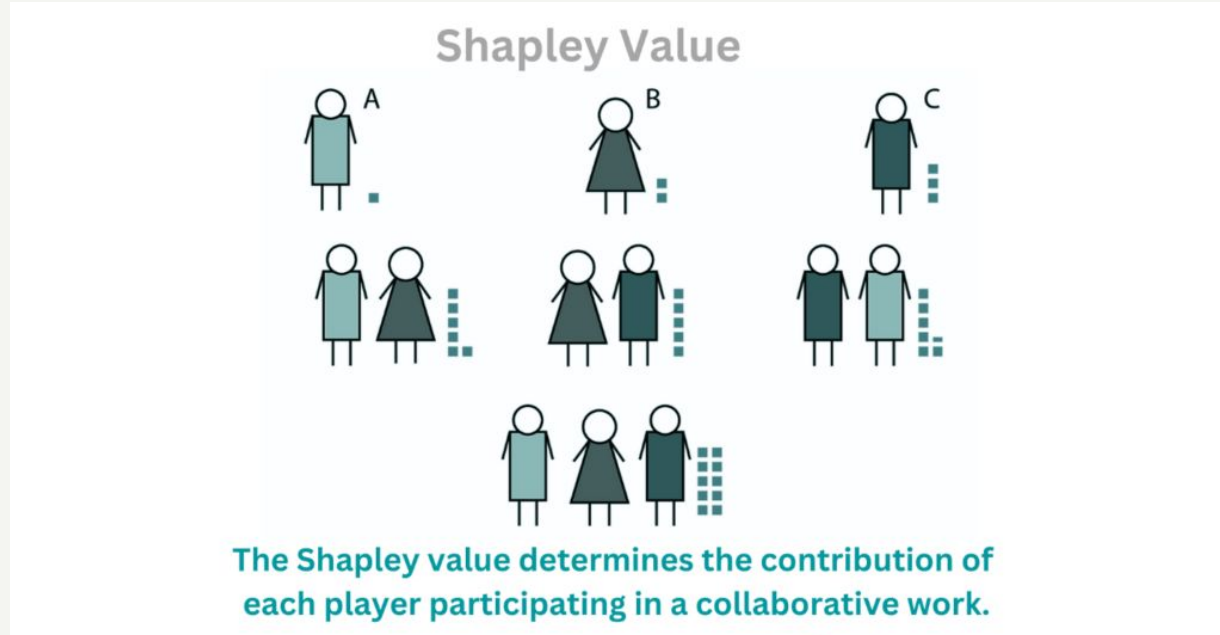 Shapley Value
A
B
C
The Shapley value determines the contribution of
each player participating in a collaborative work.